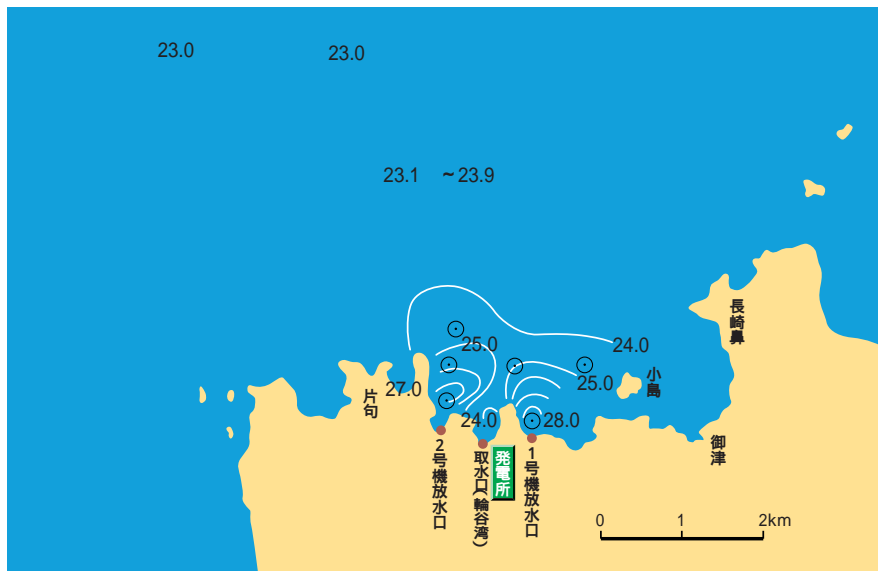 23.0
23.0
23.1 ~23.9
長崎鼻
25.0
24.0
27.0
25.0
小島
片句
24.0
28.0
御津
2号機放水口
取水口(輪谷湾)
発電所
1号機放水口
0
1
2km